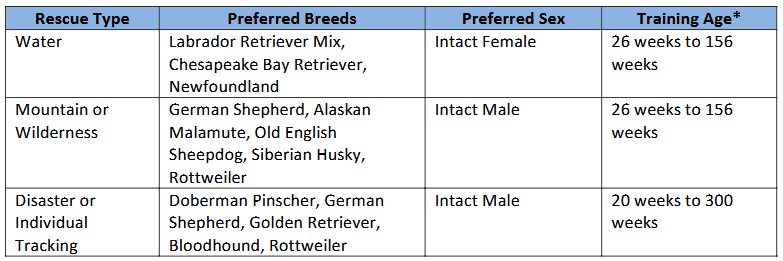 Rescue Type Preferred Breeds Preferred Sex Training Age*
Water Labrador Retriever Mix, Intact Female 26 weeks to 156
Chesapeake Bay Retriever, weeks
Newfoundland
Mountain or German Shepherd, Alaskan Intact Male 26 weeks to 156
Wilderness Malamute, Old English weeks
Sheepdog, Siberian Husky,
Rottweiler
Disaster or Doberman Pinscher, German Intact Male 20 weeks to 300
Individual Shepherd, Golden Retriever, weeks
Tracking Bloodhound, Rottweiler